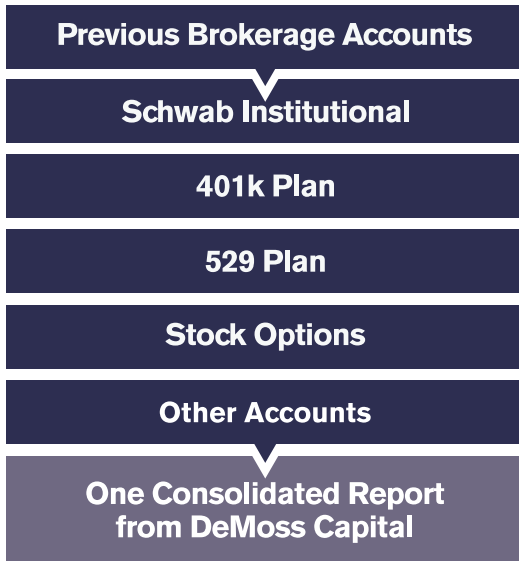 Previous Brokerage Accounts
Schwab Institutional
401k Plan
529 Plan
Stock Options
Other Accounts
One Consolidated Report
from DeMoss Capital